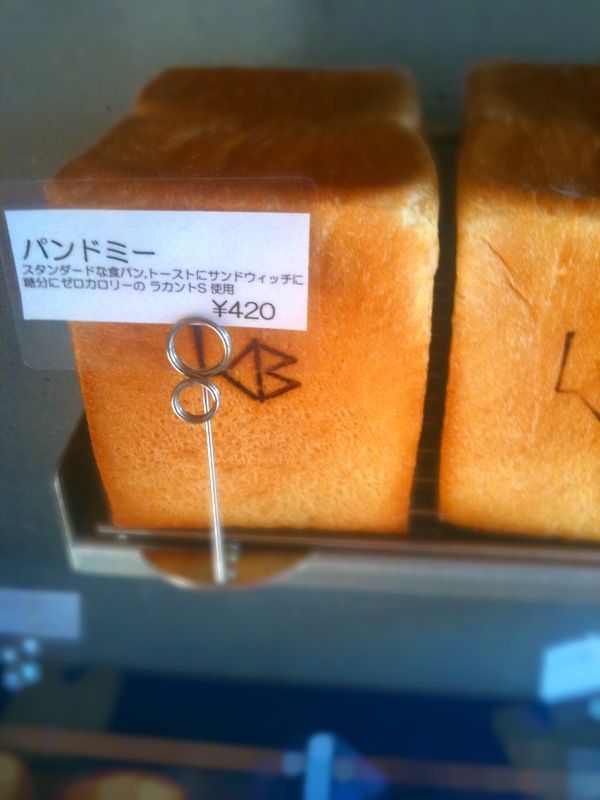 パンドミー
スタンダードな食パン,トーストにサンドウィッチに
糖分にゼロカロリーの ラカントS 使用
¥420